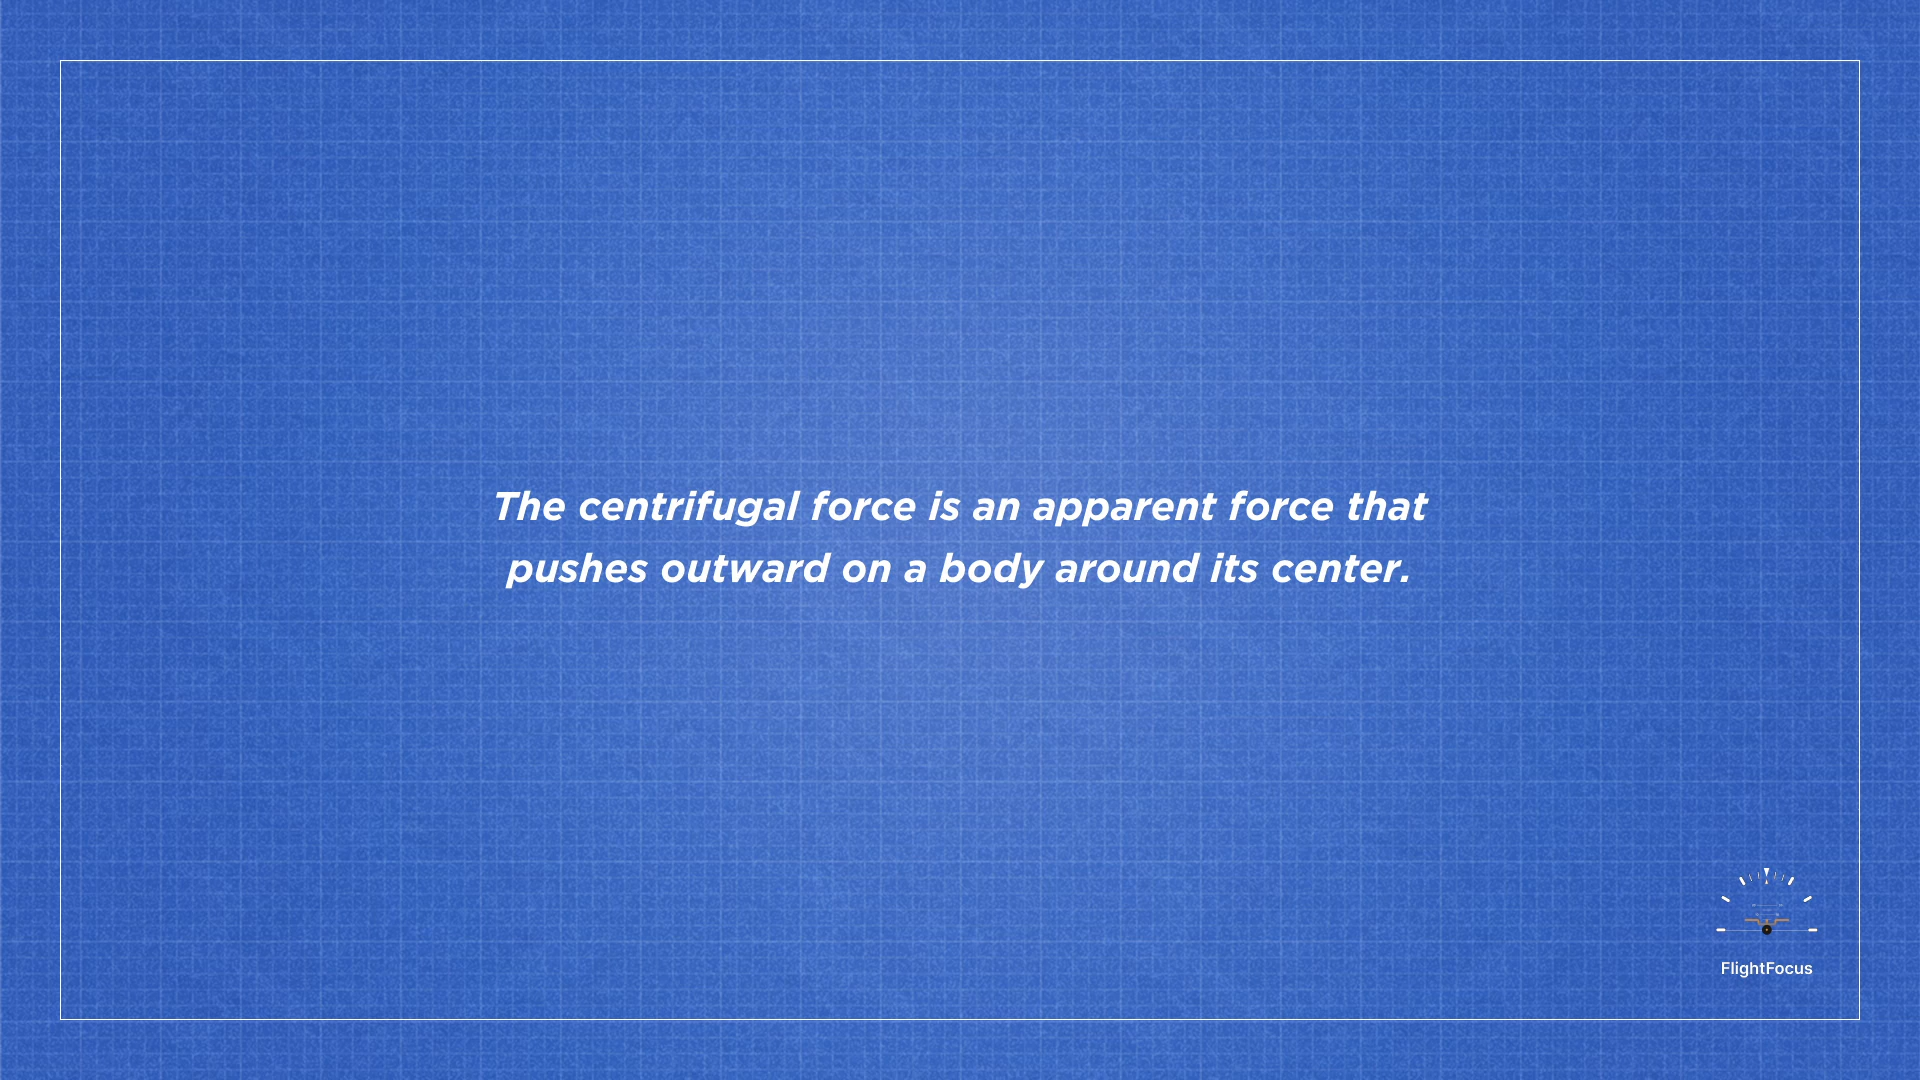 The centrifugal force is an apparent force that
pushes outward on a body around its center.
FlightFocus